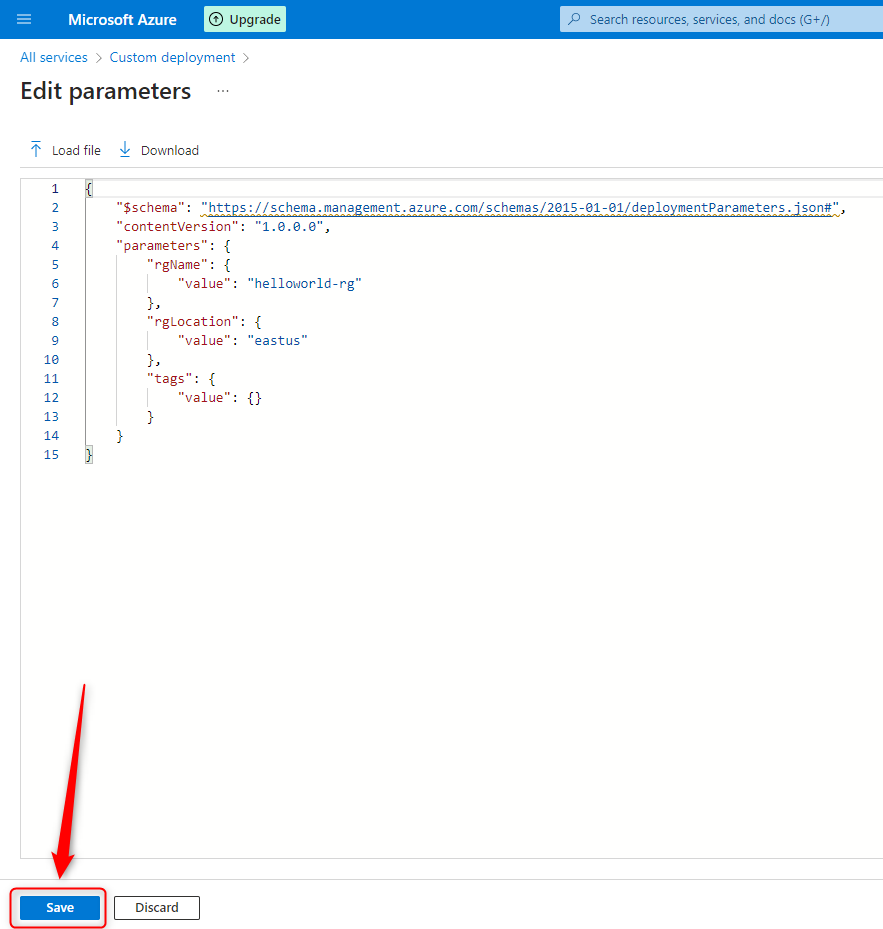 Microsoft Azure Upgrade Search resources, services, and docs (G+/)
All services > Custom deployment >
Edit parameters ...
Load file Download
1 {
2 "$schema": "https://schema.management.azure.com/schemas/2015-01-01/deploymentParameters.json#",
3 "contentVersion": "1.0.0.0",
4 "parameters": {
5 "rgName": {
6 "value": "helloworld-rg"
7 },
8 "rgLocation": {
9 "value": "eastus"
10 },
11 "tags": {
12 "value": {}
13 }
14 }
15 }
Save Discard